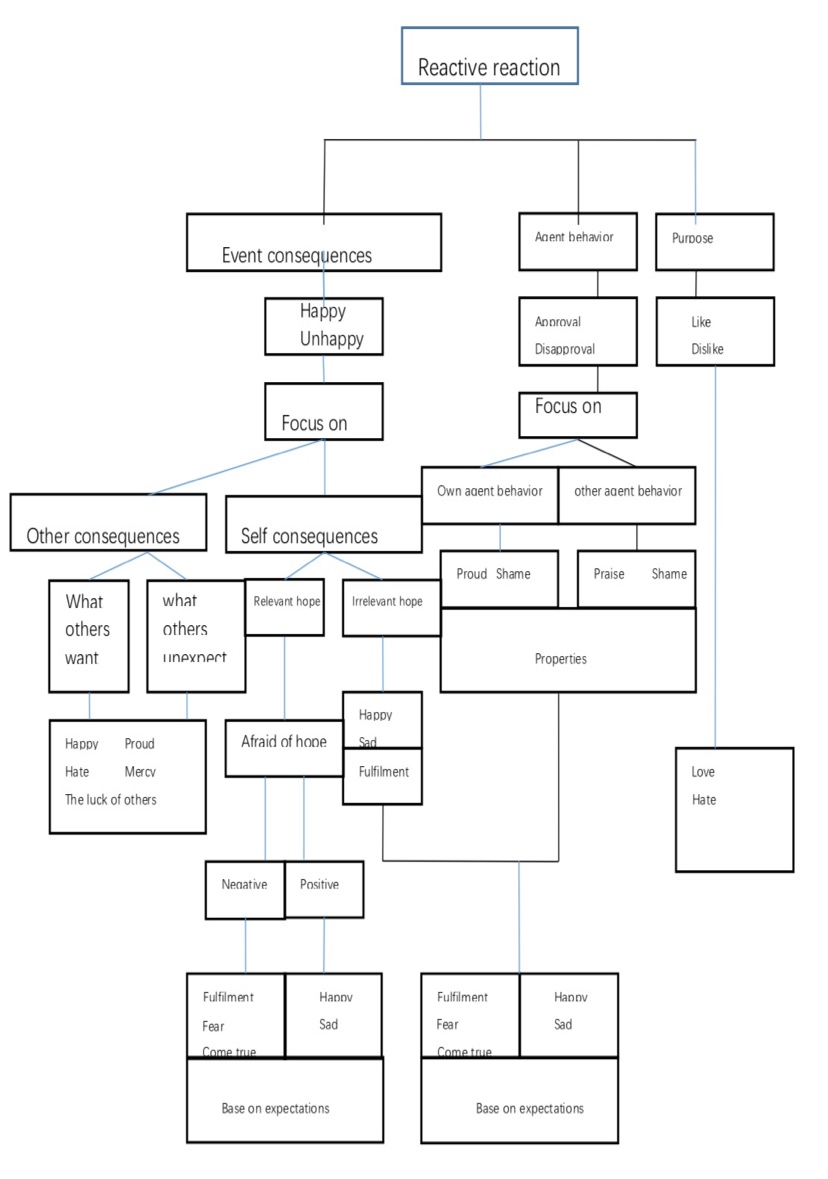 Reactive reaction
Event consequences
Agent behavior
Purpose
Happy
Unhappy
Approval
Disapproval
Like
Dislike
Focus on
Focus on
Other consequences
Self consequences
Own agent behavior
other agent behavior
What
others
want
what
others
unexpect
Relevant hope
Irrelevant hope
Proud Shame
Praise Shame
Properties
Happy Proud
Hate Mercy
The luck of others
Afraid of hope
Happy
Sad
Fulfilment
Love
Hate
Negative
Positive
Fulfilment
Fear
Come true
Happy
Sad
Base on expectations
Fulfilment
Fear
Come true
Happy
Sad
Base on expectations